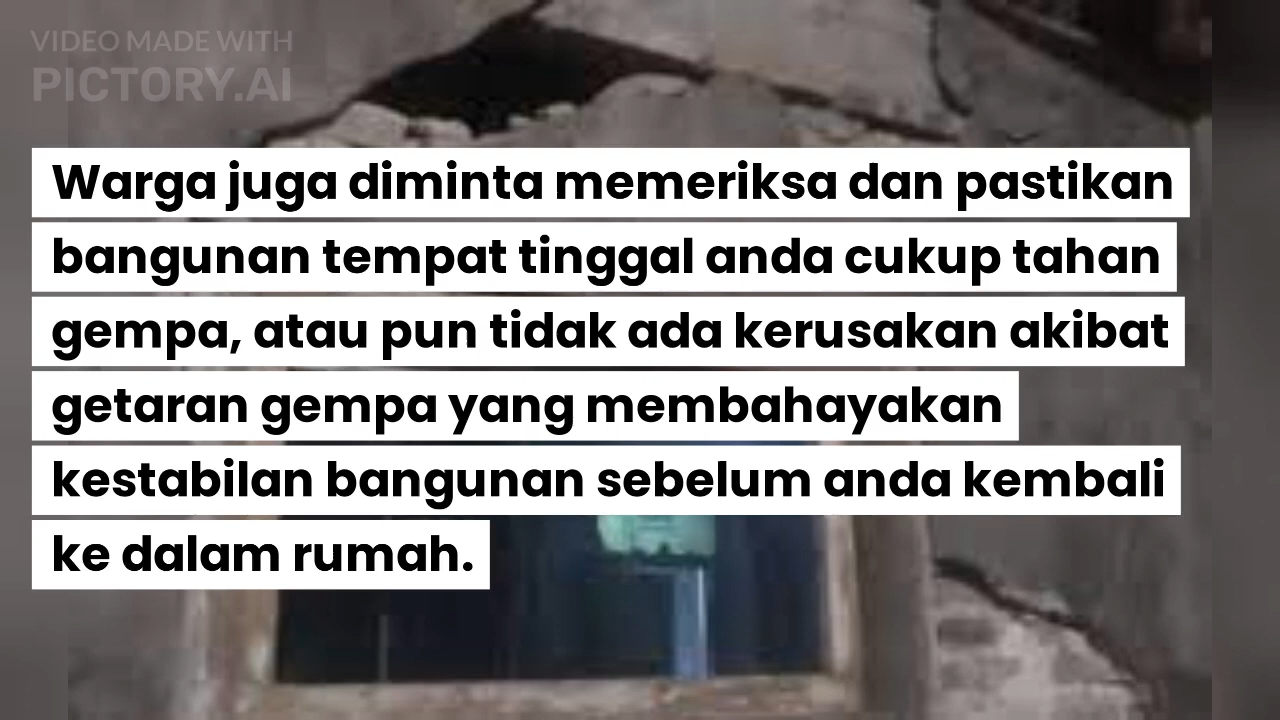 VIDEO MADE WITH
PICTORY.AI
Warga juga diminta memeriksa dan pastikan
bangunan tempat tinggal anda cukup tahan
gempa, atau pun tidak ada kerusakan akibat
getaran gempa yang membahayakan
kestabilan bangunan sebelum anda kembali
ke dalam rumah.